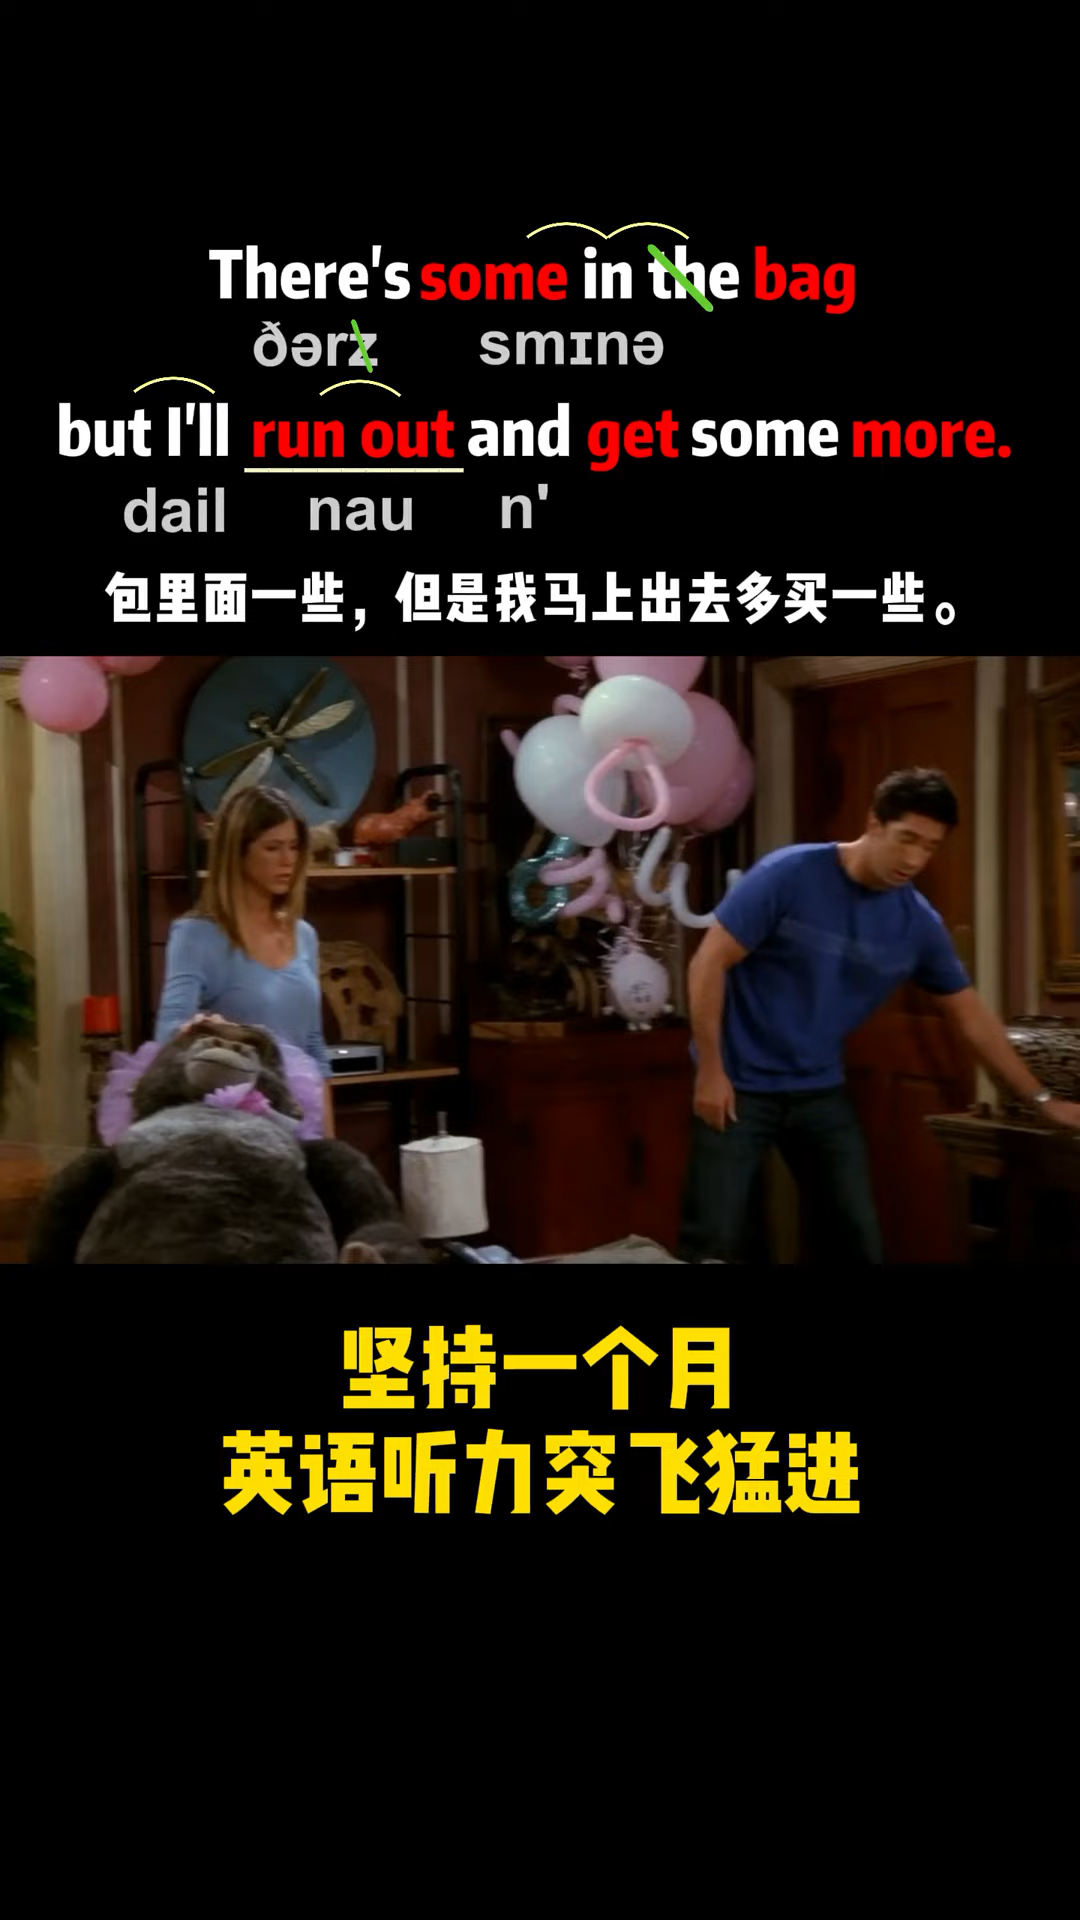 There's some in the bag
ðərz smɪnə
but I'll run out and get some more.
dail nau n'
包里面一些，但是我马上出去多买一些。
坚持一个月
英语听力突飞猛进